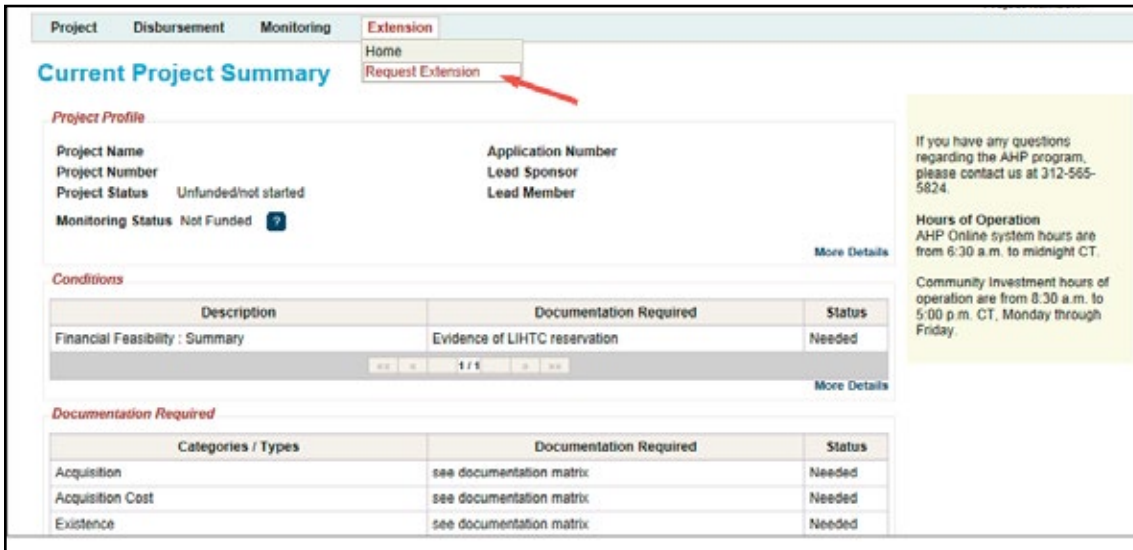 Project Disbursement Monitoring Extension
Home
Request Extension
Current Project Summary
Project Profile
Project Name Application Number
Project Number Lead Sponsor
Project Status Unfunded/not started Lead Member
Monitoring Status Not Funded ?
More Details
Conditions
Description Documentation Required Status
Financial Feasibility : Summary Evidence of LIHTC reservation Needed
1 / 1
More Details
Documentation Required
Categories / Types Documentation Required Status
Acquisition see documentation matrix Needed
Acquisition Cost see documentation matrix Needed
Existence see documentation matrix Needed
If you have any questions
regarding the AHP program,
please contact us at 312-565-
5824.
Hours of Operation
AHP Online system hours are
from 6:30 a.m. to midnight CT.
Community Investment hours of
operation are from 8:30 a.m. to
5:00 p.m. CT, Monday through
Friday.